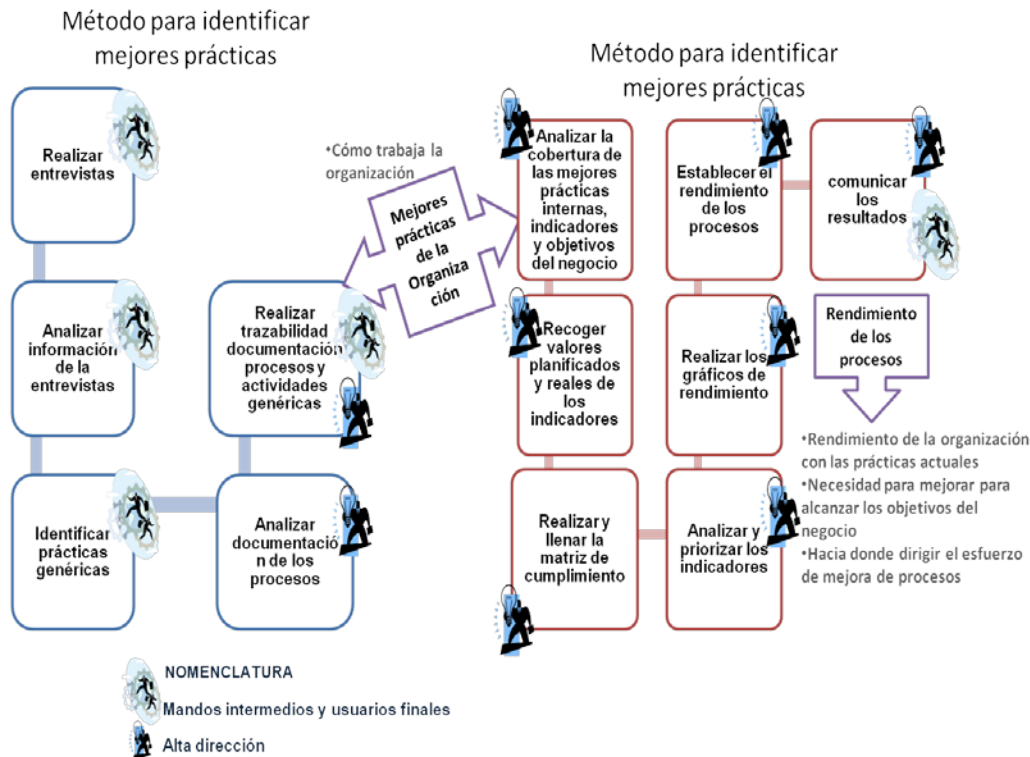 Método para identificar
mejores prácticas
Realizar
entrevistas
Analizar
información
de la
entrevistas
Identificar
prácticas
genéricas
Analizar
documentació
n de los
procesos
Realizar
trazabilidad
documentación
procesos y
actividades
genéricas
•Cómo trabaja la
organización
Mejores
prácticas
de la
Organiza
ción
Método para identificar
mejores prácticas
Analizar la
cobertura de
las mejores
prácticas
internas,
indicadores
y objetivos
del negocio
Recoger
valores
planificados
y reales de
los
indicadores
Realizar y
llenar la
matriz de
cumplimiento
Analizar y
priorizar los
indicadores
Realizar los
gráficos de
rendimiento
Establecer el
rendimiento
de los
procesos
comunicar
los
resultados
Rendimiento
de los
procesos
•Rendimiento de la organización
con las prácticas actuales
•Necesidad para mejorar para
alcanzar los objetivos del
negocio
•Hacia donde dirigir el esfuerzo
de mejora de procesos
NOMENCLATURA
Mandos intermedios y usuarios finales
Alta dirección